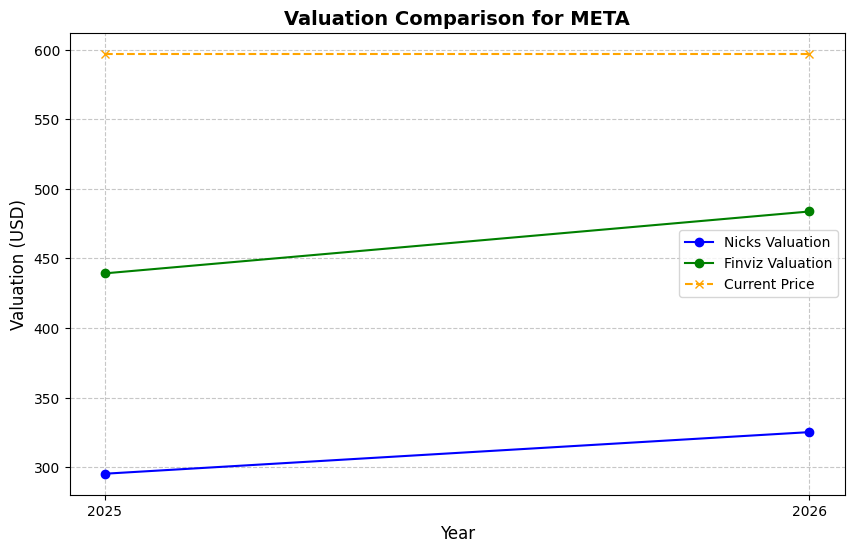 Valuation Comparison for META
600
550
500
450
400
350
300
Valuation (USD)
Nicks Valuation
Finviz Valuation
Current Price
2025
2026
Year